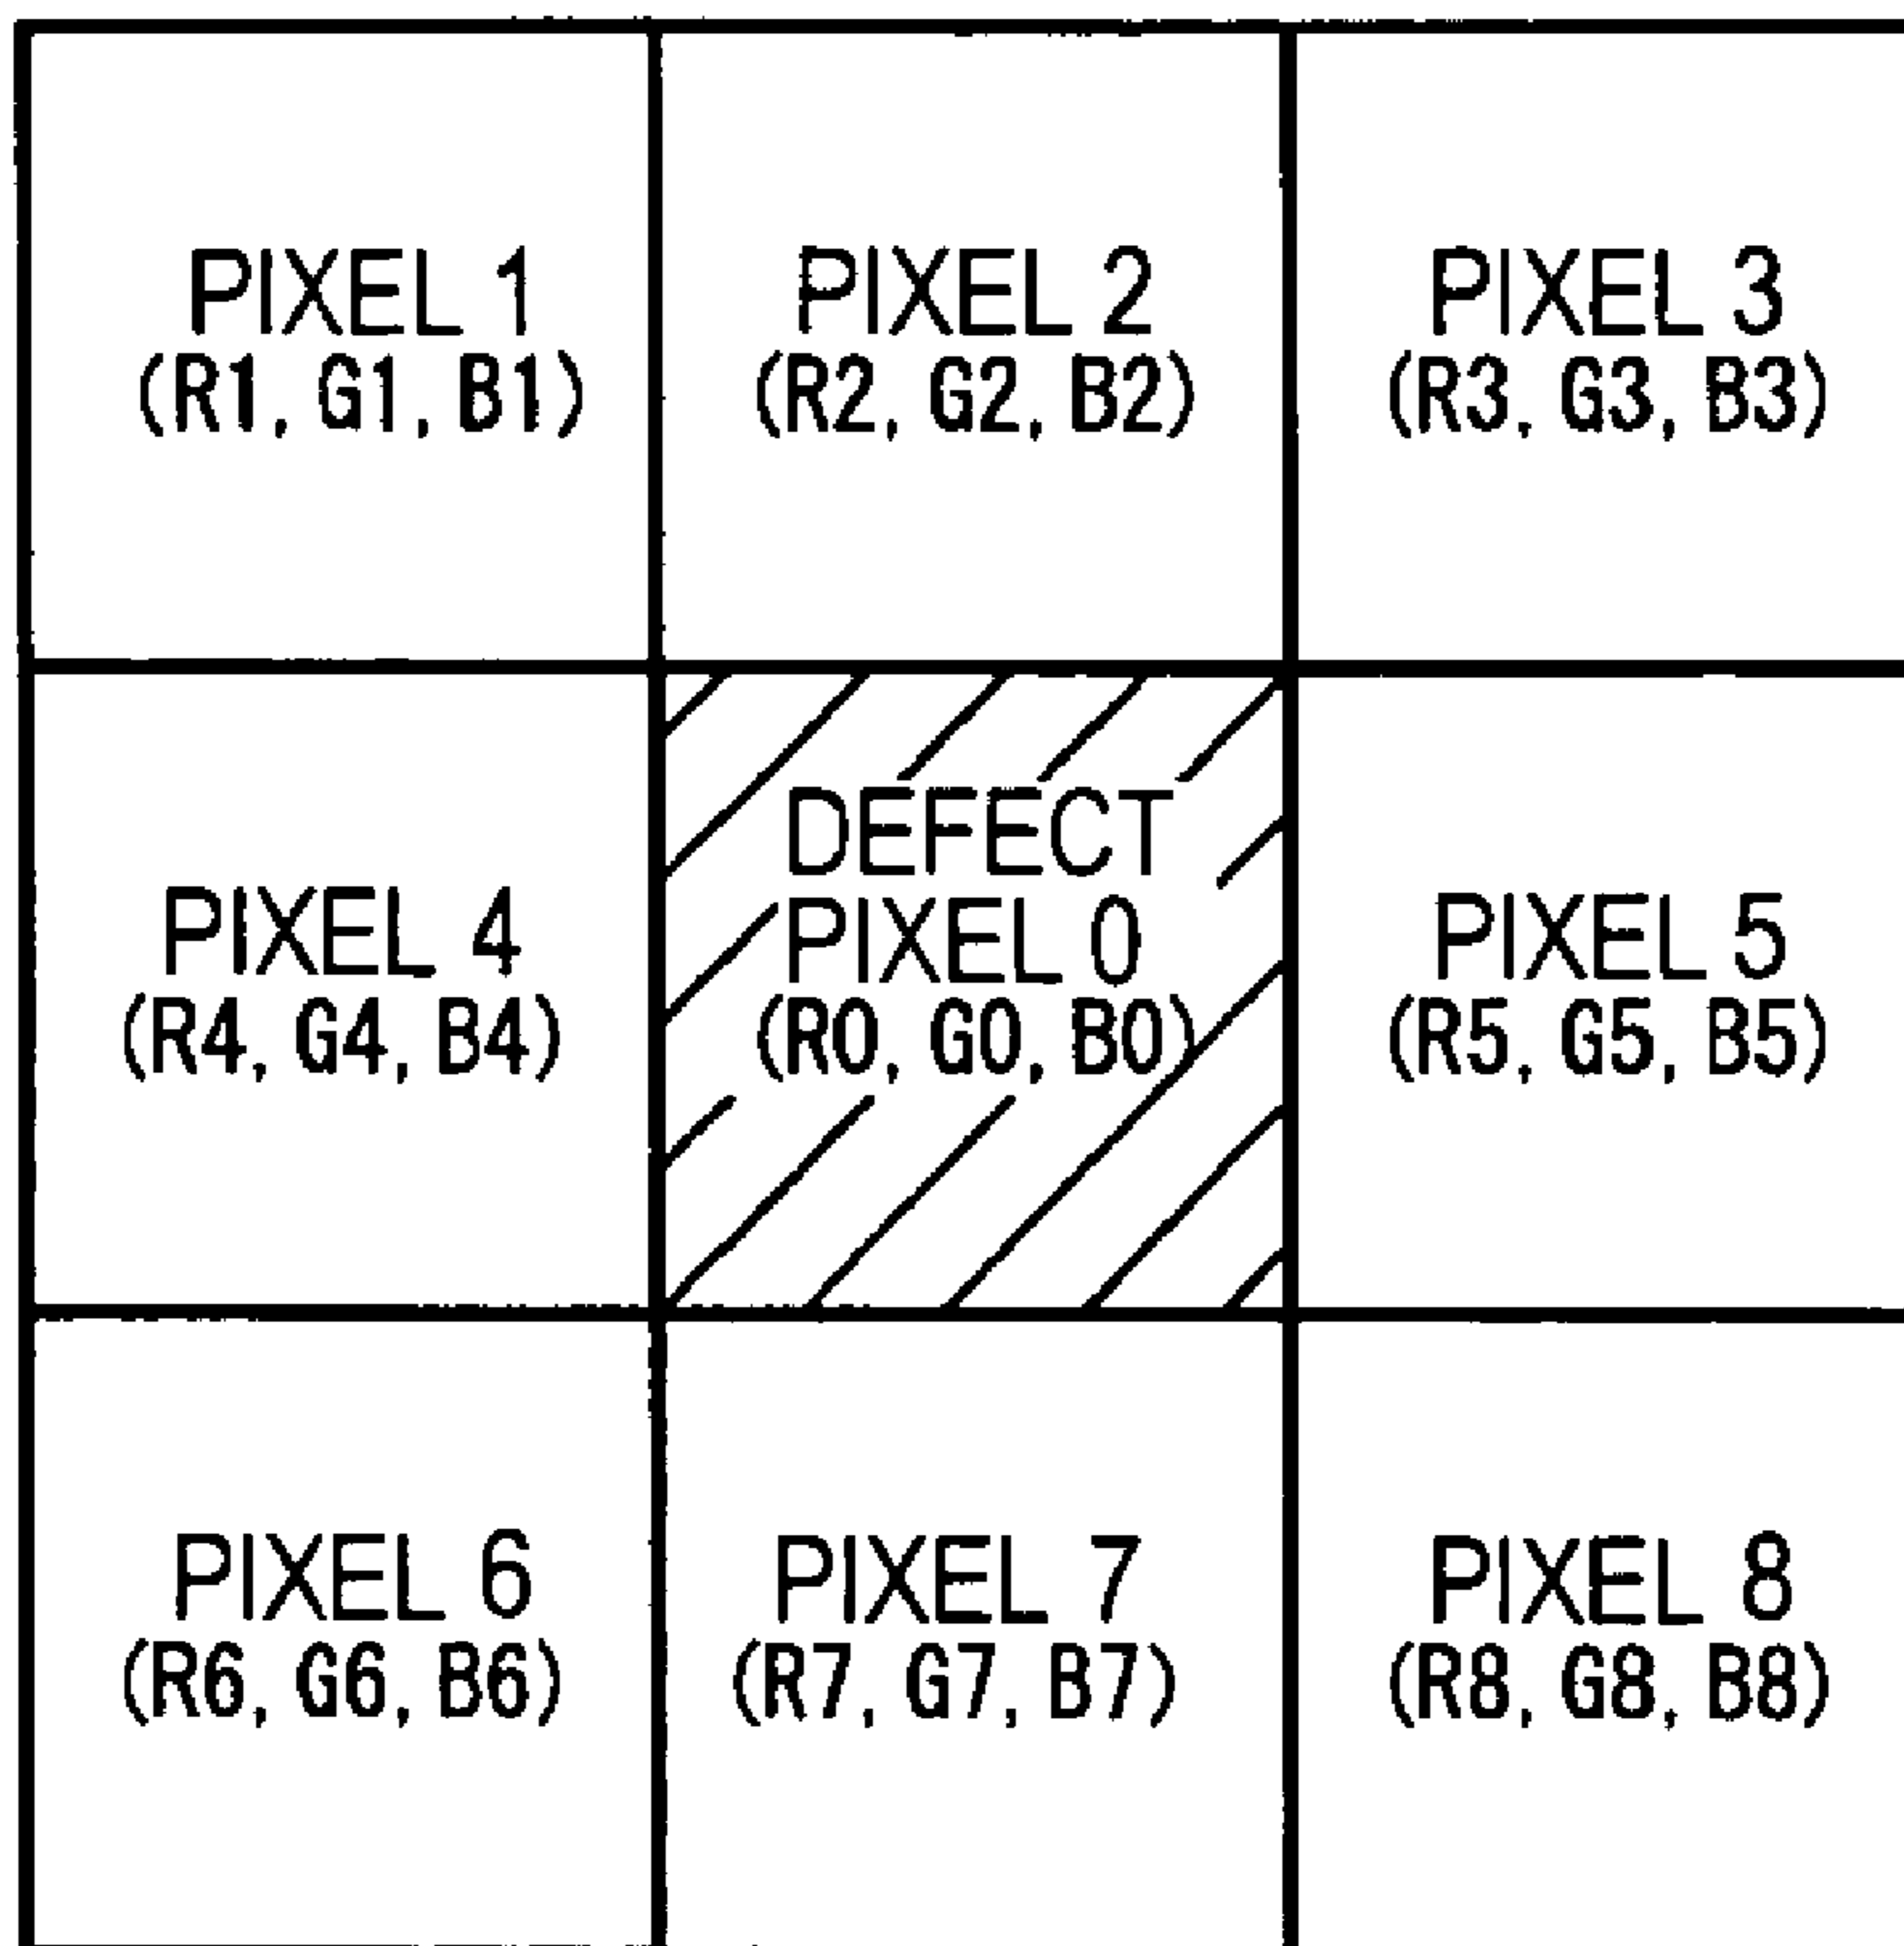 PIXEL 1
(R1, G1, B1)
PIXEL 2
(R2, G2, B2)
PIXEL 3
(R3, G3, B3)
PIXEL 4
(R4, G4, B4)
DEFECT
PIXEL 0
(R0, G0, B0)
PIXEL 5
(R5, G5, B5)
PIXEL 6
(R6, G6, B6)
PIXEL 7
(R7, G7, B7)
PIXEL 8
(R8, G8, B8)